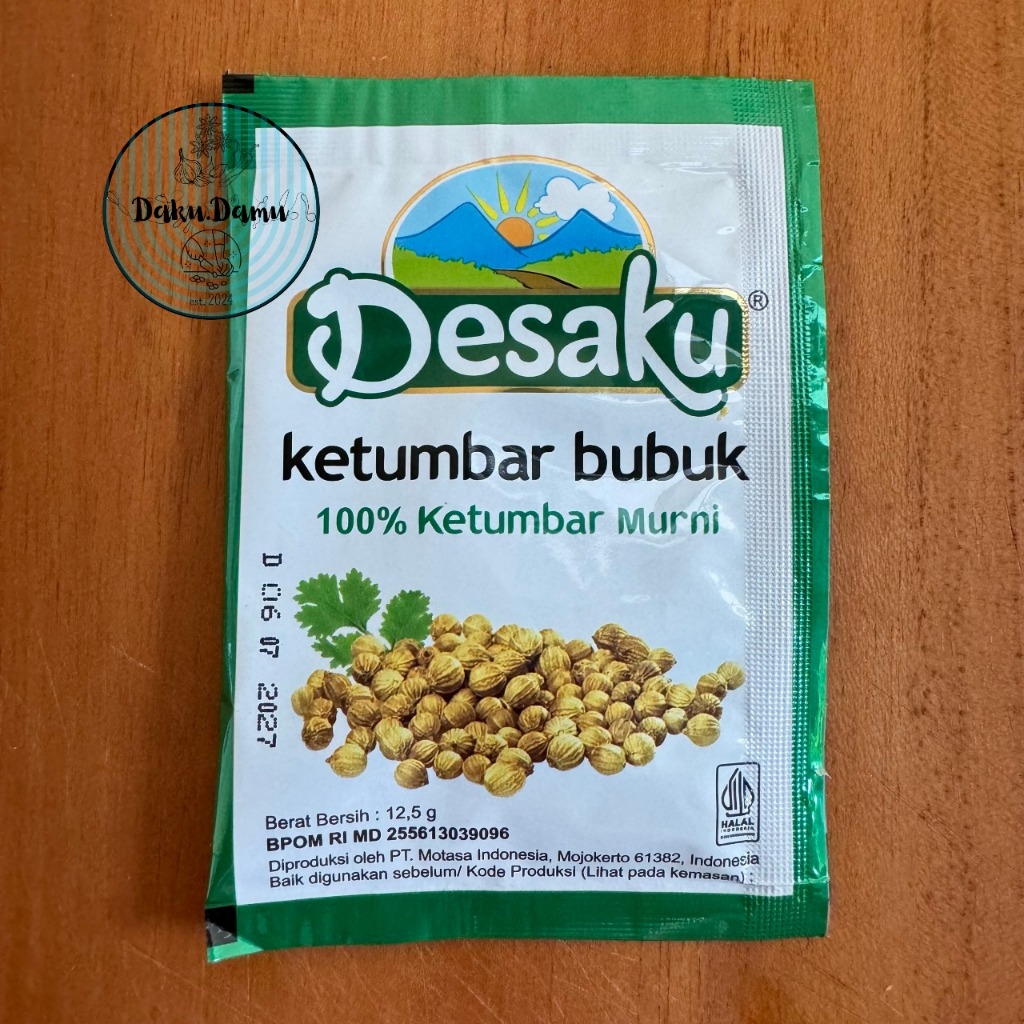 Daku.Damu
est. 2024
Desaku®
ketumbar bubuk
100% Ketumbar Murni
D 06 07 2027
Berat Bersih : 12,5 g
BPOM RI MD 255613039096
Diproduksi oleh PT. Motasa Indonesia, Mojokerto 61382, Indonesia
Baik digunakan sebelum/ Kode Produksi (Lihat pada kemasan) :
HALAL
INDONESIA